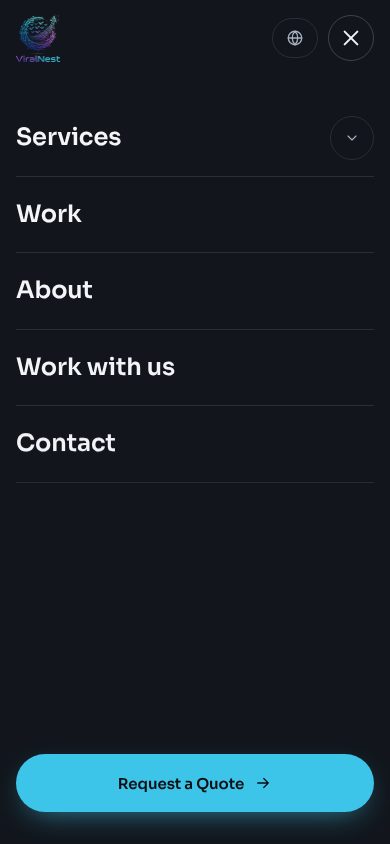 ViralNest
Services
Work
About
Work with us
Contact
Request a Quote